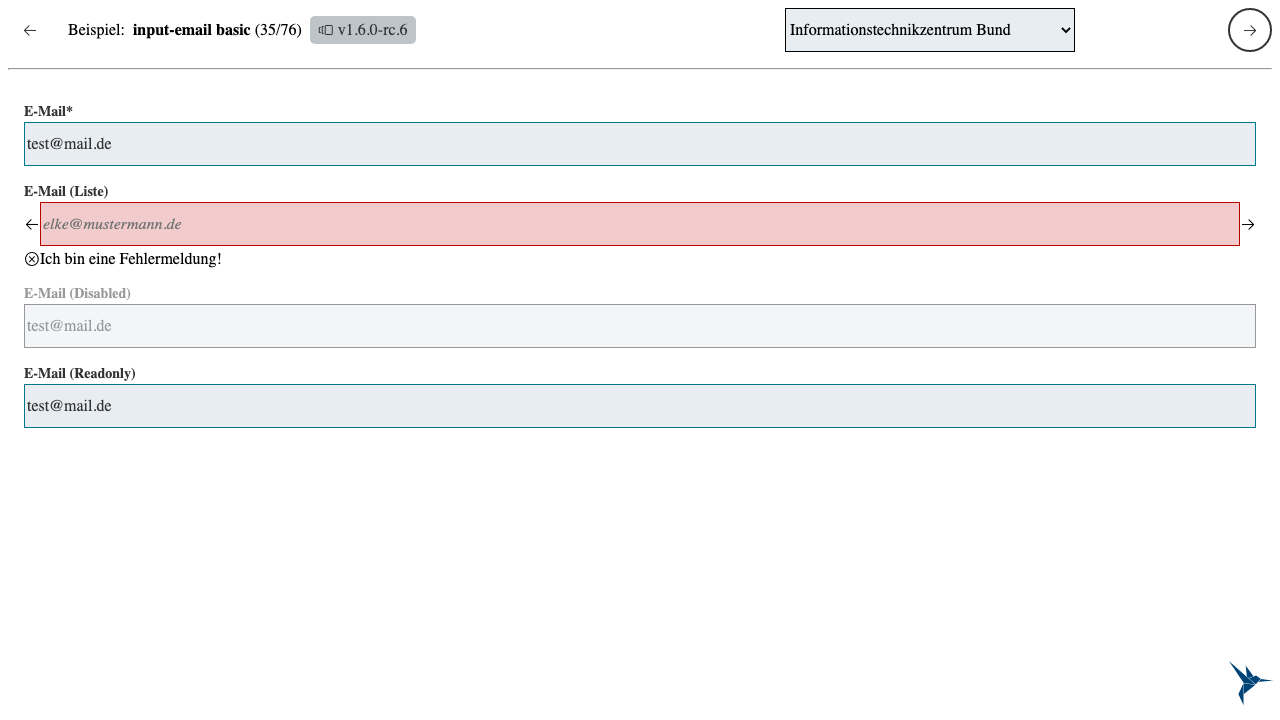 Beispiel: input-email basic (35/76) v1.6.0-rc.6 Informationstechnikzentrum Bund
E-Mail*
test@mail.de
E-Mail (Liste)
elke@mustermann.de
Ich bin eine Fehlermeldung!
E-Mail (Disabled)
test@mail.de
E-Mail (Readonly)
test@mail.de